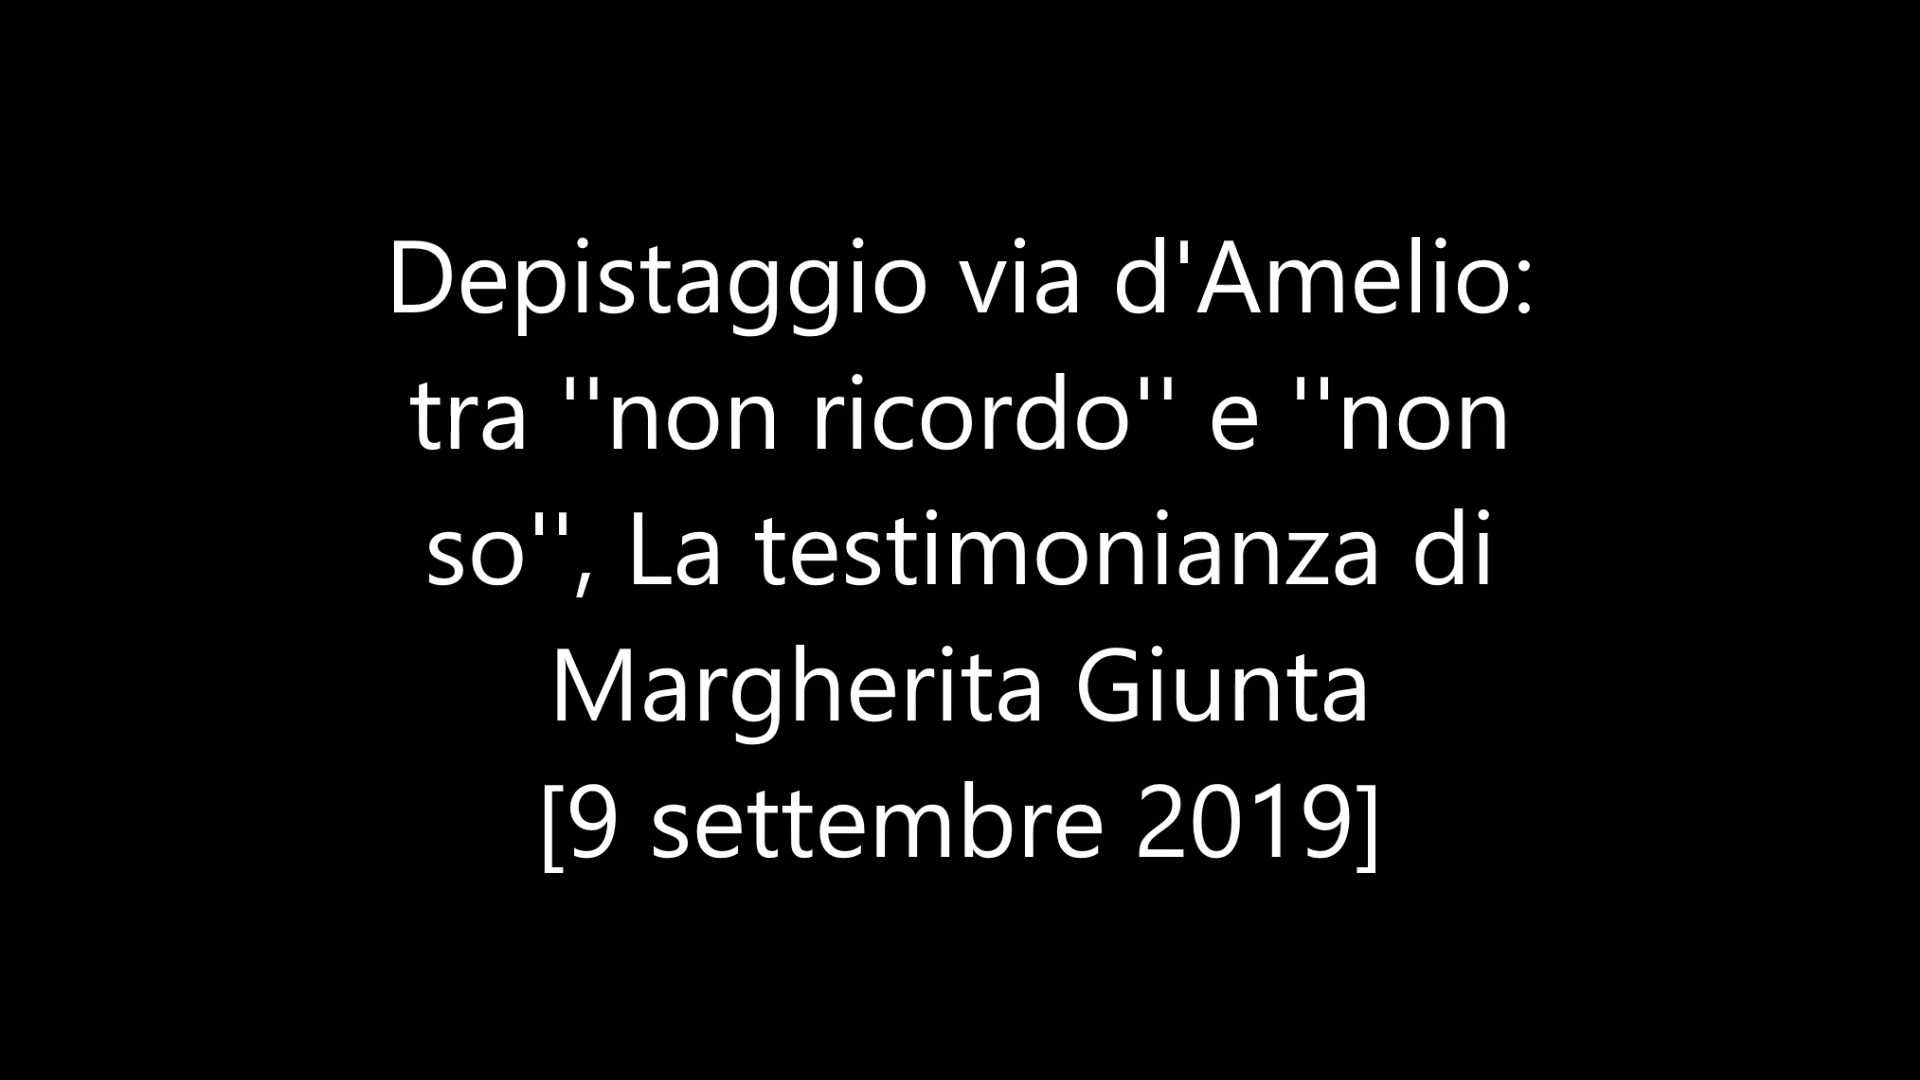 Depistaggio via d'Amelio:
tra ''non ricordo'' e ''non
so'', La testimonianza di
Margherita Giunta
[9 settembre 2019]